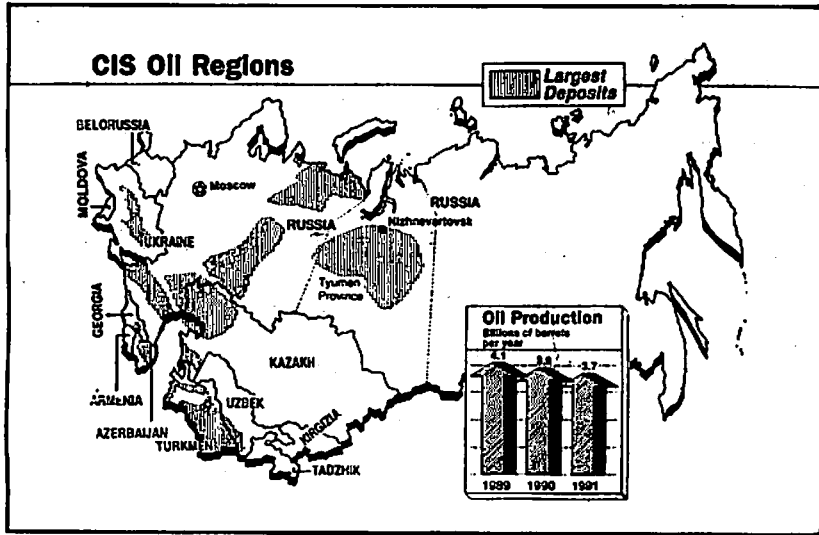 CIS Oil Regions
Largest
Deposits
BELORUSSIA
MOLDOVA
Moscow
UKRAINE
RUSSIA
RUSSIA
Nizhnevartovsk
Tyumen
Province
GEORGIA
ARMENIA
AZERBAIJAN
KAZAKH
UZBEK
TURKMEN
KIRGIZIA
TADZHIK
Oil Production
Billions of barrels
per year
4.1
3.7
1989 1990 1991